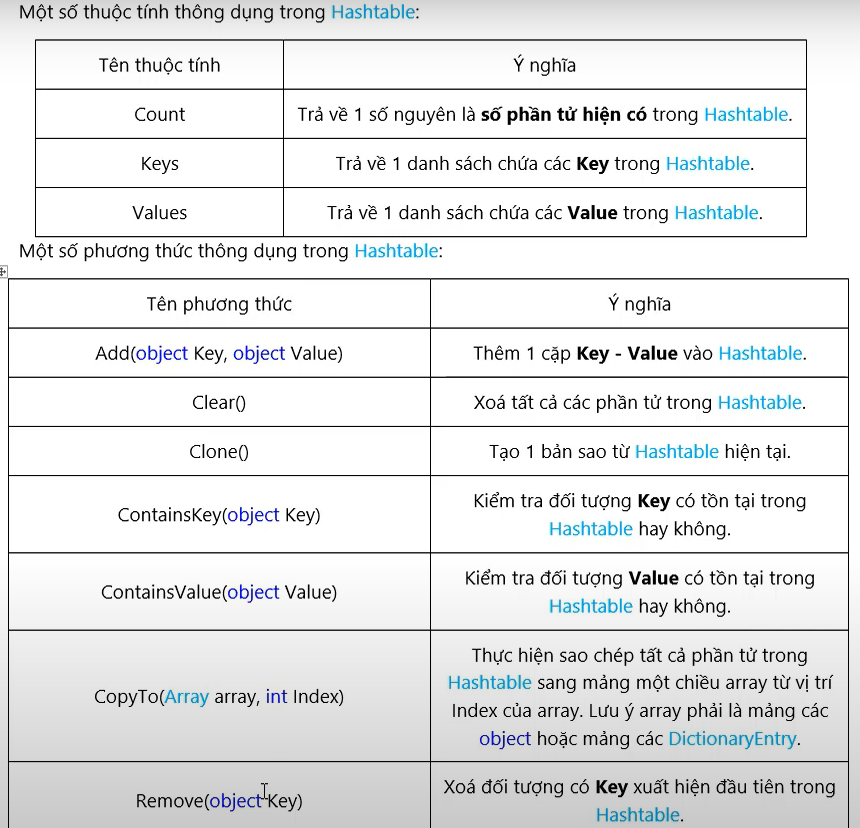 Một số thuộc tính thông dụng trong Hashtable:
Tên thuộc tính
Ý nghĩa
Count
Trả về 1 số nguyên là số phần tử hiện có trong Hashtable.
Keys
Trả về 1 danh sách chứa các Key trong Hashtable.
Values
Trả về 1 danh sách chứa các Value trong Hashtable.
Một số phương thức thông dụng trong Hashtable:
Tên phương thức
Ý nghĩa
Add(object Key, object Value)
Thêm 1 cặp Key - Value vào Hashtable.
Clear()
Xoá tất cả các phần tử trong Hashtable.
Clone()
Tạo 1 bản sao từ Hashtable hiện tại.
ContainsKey(object Key)
Kiểm tra đối tượng Key có tồn tại trong
Hashtable hay không.
ContainsValue(object Value)
Kiểm tra đối tượng Value có tồn tại trong
Hashtable hay không.
CopyTo(Array array, int Index)
Thực hiện sao chép tất cả phần tử trong
Hashtable sang mảng một chiều array từ vị trí
Index của array. Lưu ý array phải là mảng các
object hoặc mảng các DictionaryEntry.
Remove(object Key)
Xoá đối tượng có Key xuất hiện đầu tiên trong
Hashtable.